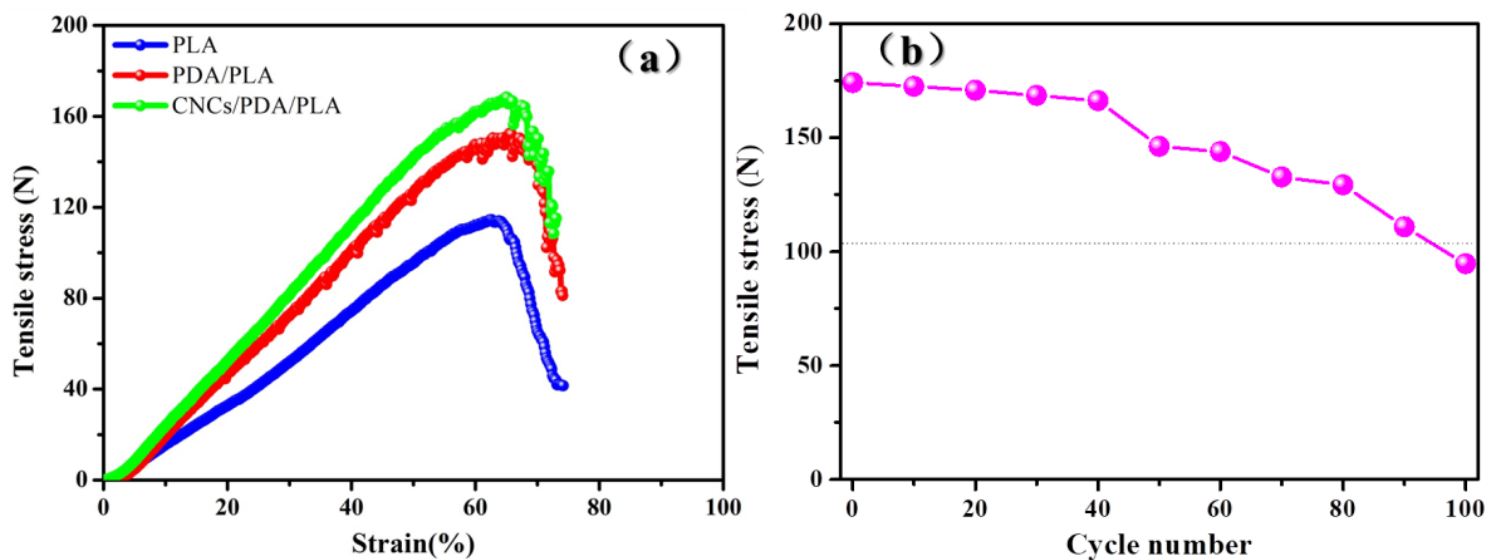 200
160
120
80
40
0
Tensile stress (N)
PLA
PDA/PLA
CNCs/PDA/PLA
（a）
0
20
40
60
80
100
Strain(%)
200
150
100
50
0
Tensile stress (N)
（b）
0
20
40
60
80
100
Cycle number